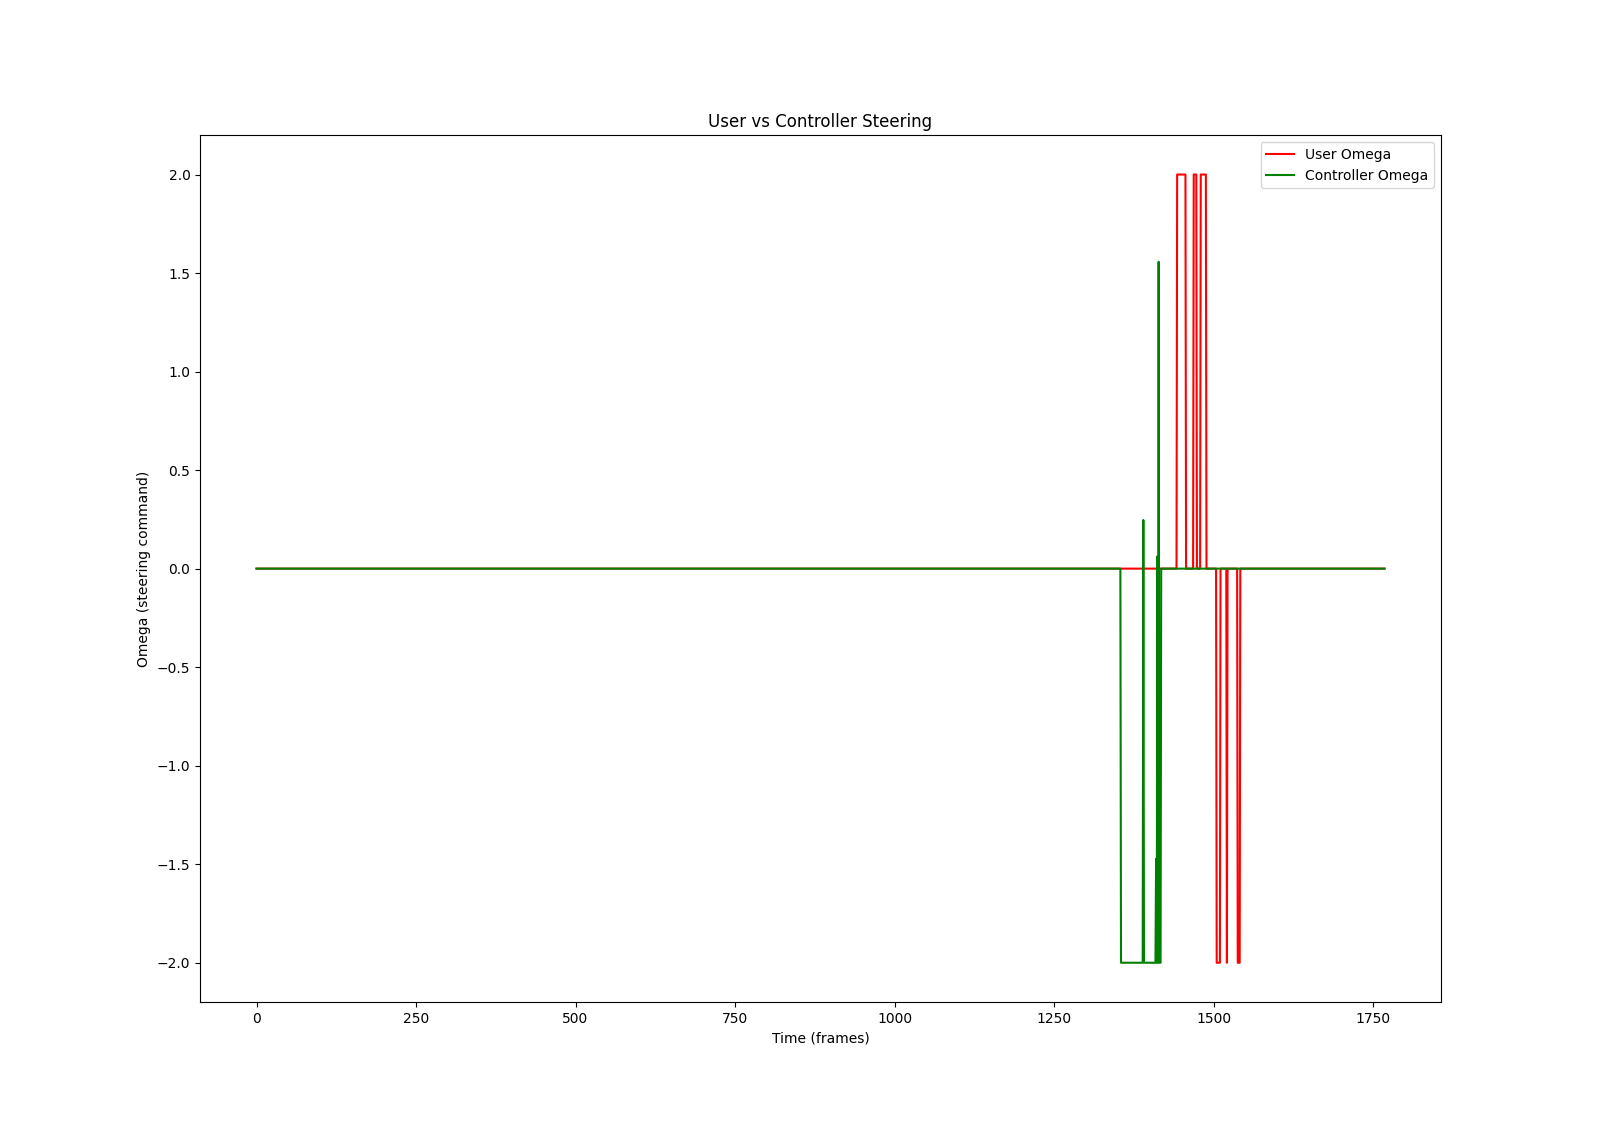 User vs Controller Steering
User Omega
Controller Omega
2.0
1.5
1.0
0.5
0.0
−0.5
−1.0
−1.5
−2.0
Omega (steering command)
0 250 500 750 1000 1250 1500 1750
Time (frames)